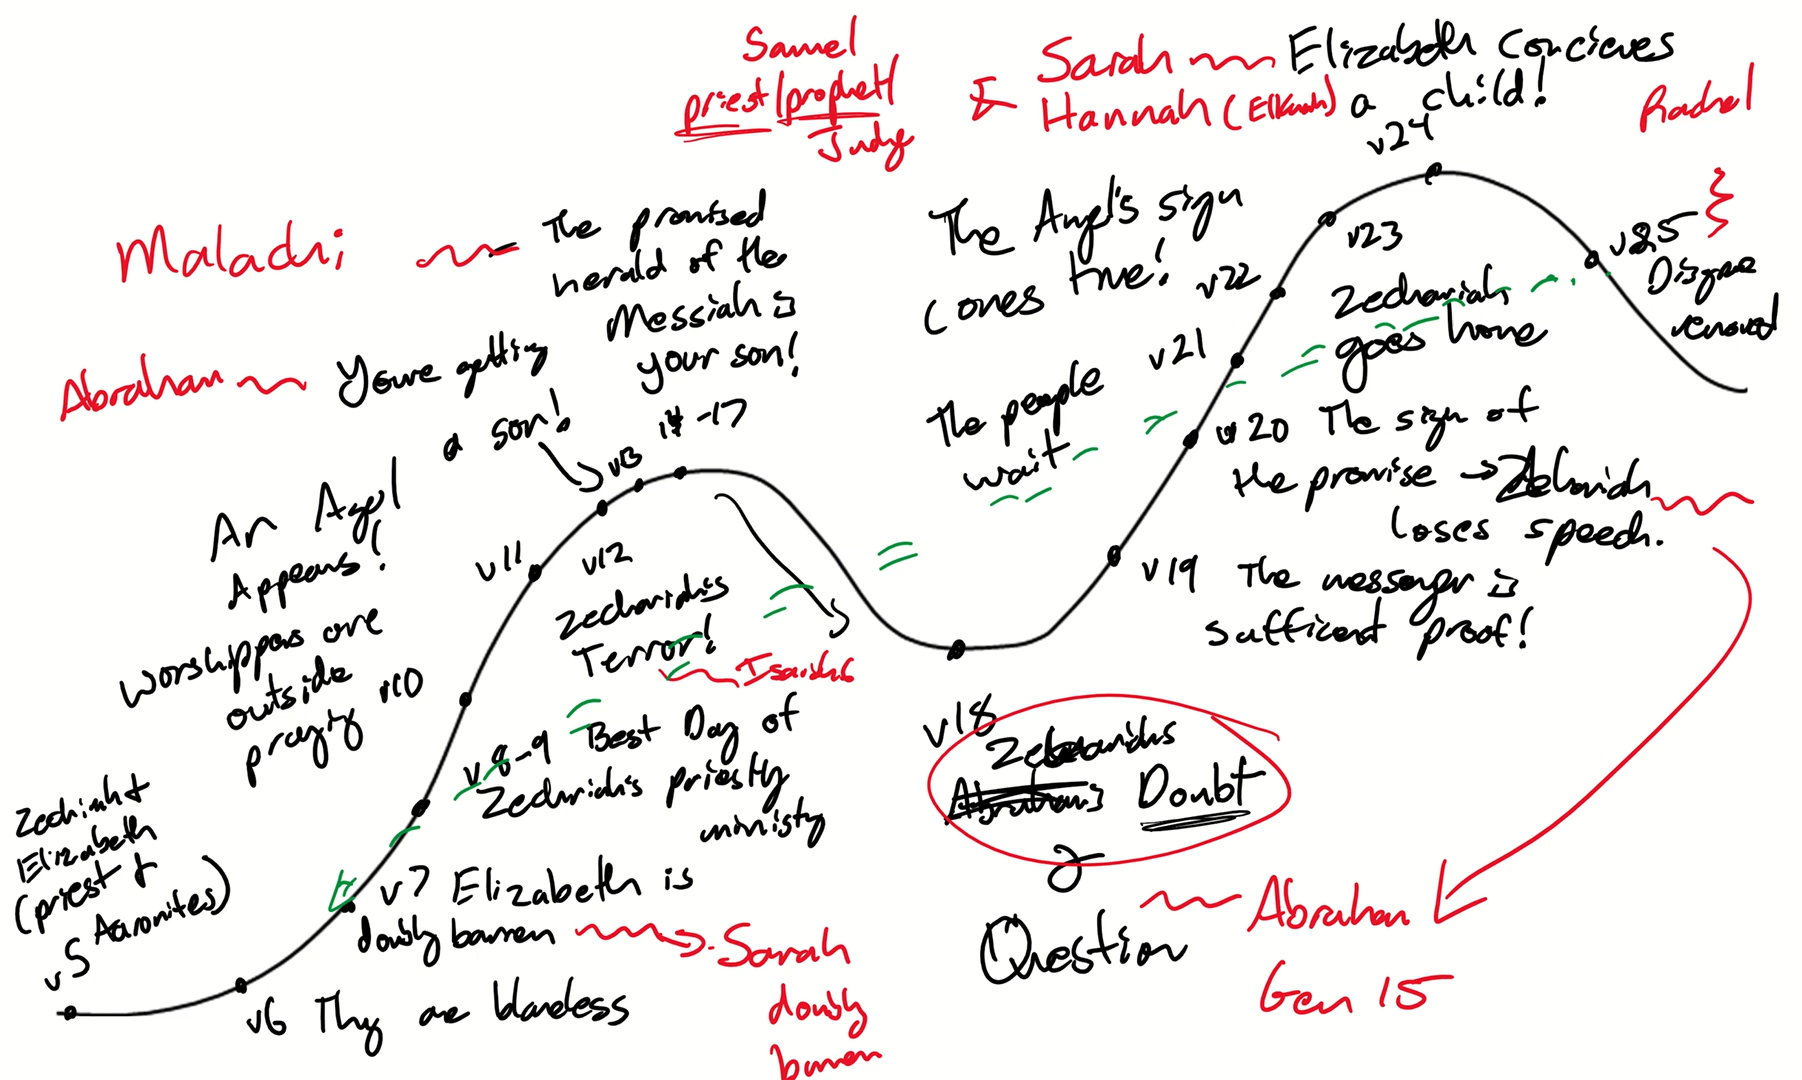 Samuel
priest/prophet/
Judge
& Sarah
Hannah (Elkanah)
Elizabeth Concieves
a child!
v24
Rachel
Malachi
The promised
herald of the
Messiah is
your son!
14-17
Abraham
Youre getting
a son!
v13
The Angel's sign
comes true!
v22
v23
Zechariah
goes home
v25
Disgrace
removed
The people
wait
v21
v20 The sign of
the promise → Zechariah
loses speech.
v19 The messenger is
sufficient proof!
An Angel
Appears!
v11
v12
Zechariah's
Terror!
Isaiah 6
worshippers are
outside
praying v10
v8-9 Best Day of
Zechariah's priestly
ministry
v18
Zechariah's
Abraham's Doubt
&
Question
Abraham
Gen 15
Zechariah &
Elizabeth
(priest &
Aaronites)
v5
v7 Elizabeth is
doubly barren
Sarah
doubly
barren
v6 They are blameless